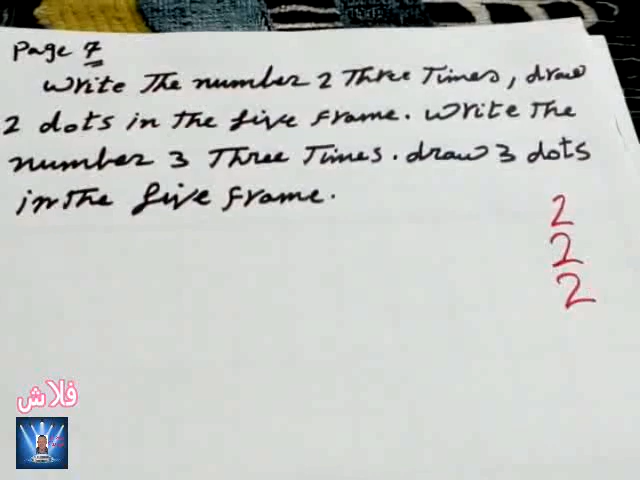 Page 7
Write The number 2 Three Times, draw
2 dots in the five frame. Write The
number 3 Three Times. draw 3 dots
in the five frame.
2
2
2
فلاش